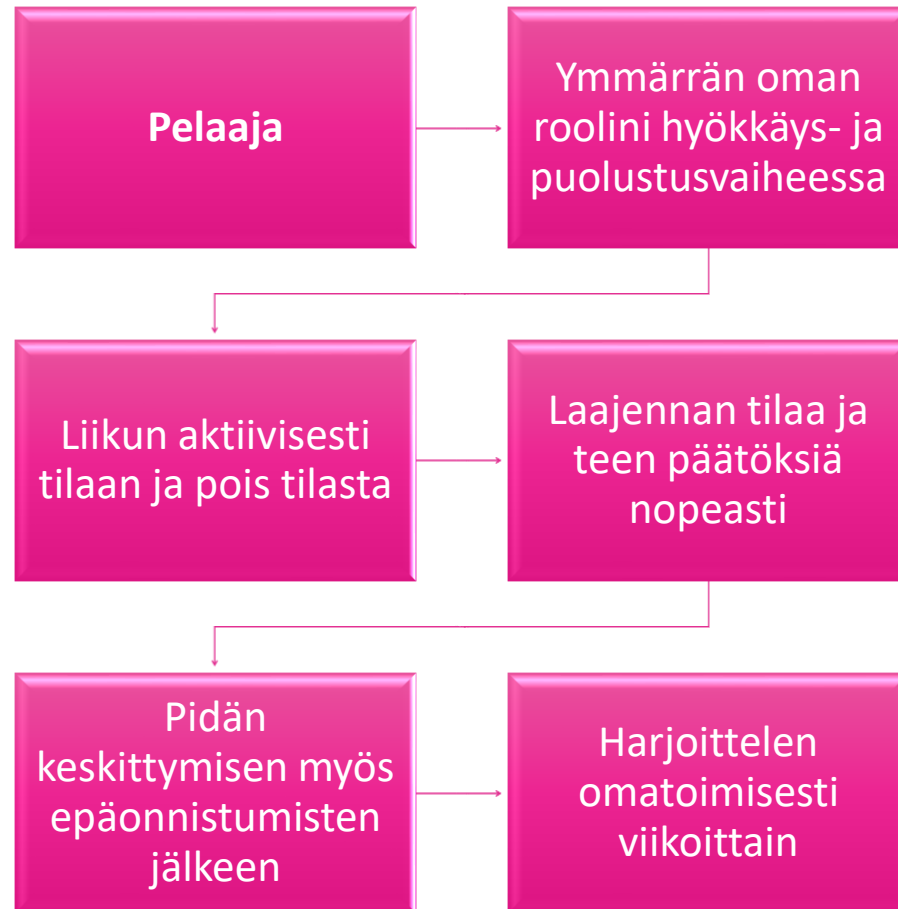 Pelaaja
Ymmärrän oman
roolini hyökkäys- ja
puolustusvaiheessa
Liikun aktiivisesti
tilaan ja pois tilasta
Laajennan tilaa ja
teen päätöksiä
nopeasti
Pidän
keskittymisen myös
epäonnistumisten
jälkeen
Harjoittelen
omatoimisesti
viikoittain